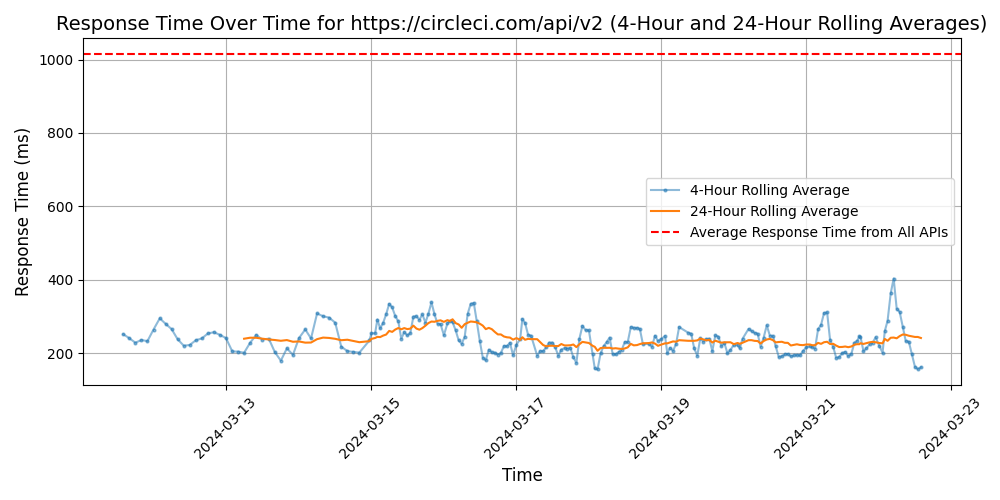 Response Time Over Time for https://circleci.com/api/v2 (4-Hour and 24-Hour Rolling Averages)
Response Time (ms)
1000
800
600
400
200
4-Hour Rolling Average
24-Hour Rolling Average
Average Response Time from All APIs
2024-03-13
2024-03-15
2024-03-17
2024-03-19
2024-03-21
2024-03-23
Time